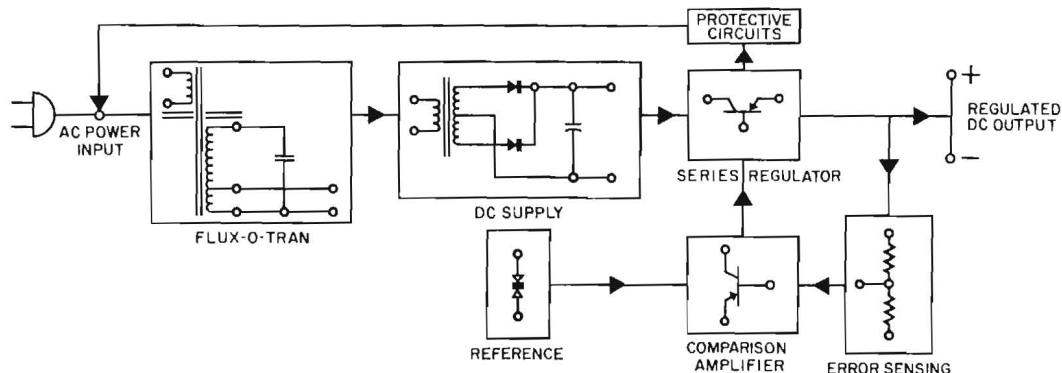 PROTECTIVE
CIRCUITS
AC POWER
INPUT
FLUX-O-TRAN
DC SUPPLY
SERIES REGULATOR
+
REGULATED
DC OUTPUT
−
REFERENCE
COMPARISON
AMPLIFIER
ERROR SENSING